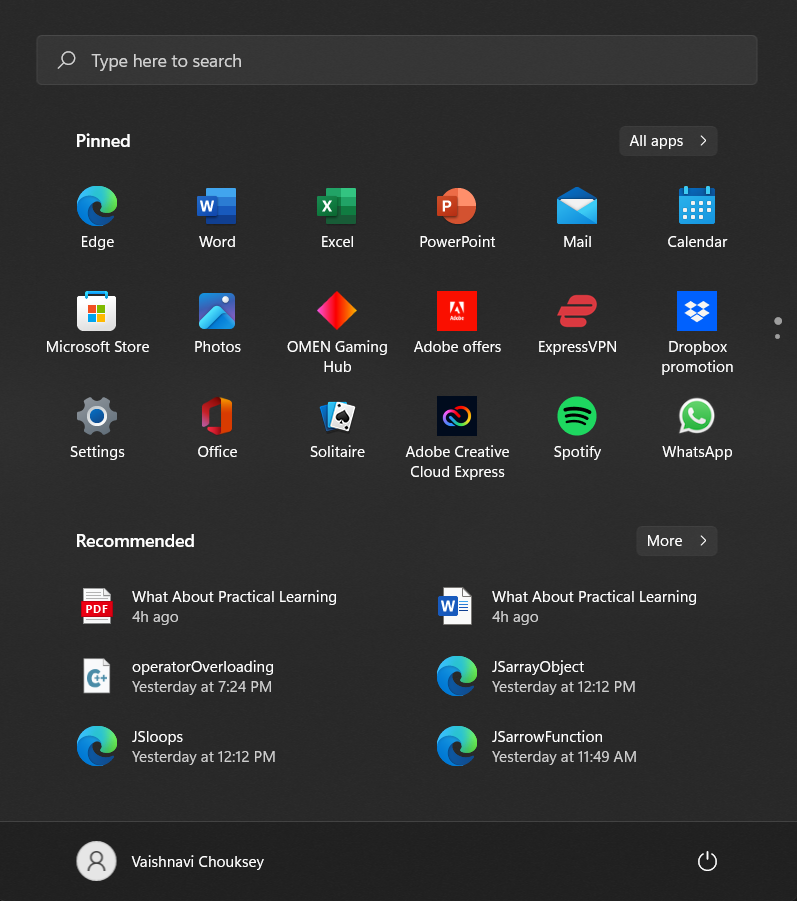 Type here to search
Pinned
All apps
Edge
Word
Excel
PowerPoint
Mail
Calendar
Microsoft Store
Photos
OMEN Gaming
Hub
Adobe offers
ExpressVPN
Dropbox
promotion
Settings
Office
Solitaire
Adobe Creative
Cloud Express
Spotify
WhatsApp
Recommended
More
PDF
What About Practical Learning
4h ago
W
What About Practical Learning
4h ago
C+
operatorOverloading
Yesterday at 7:24 PM
JSarrayObject
Yesterday at 12:12 PM
JSloops
Yesterday at 12:12 PM
JSarrowFunction
Yesterday at 11:49 AM
Vaishnavi Chouksey